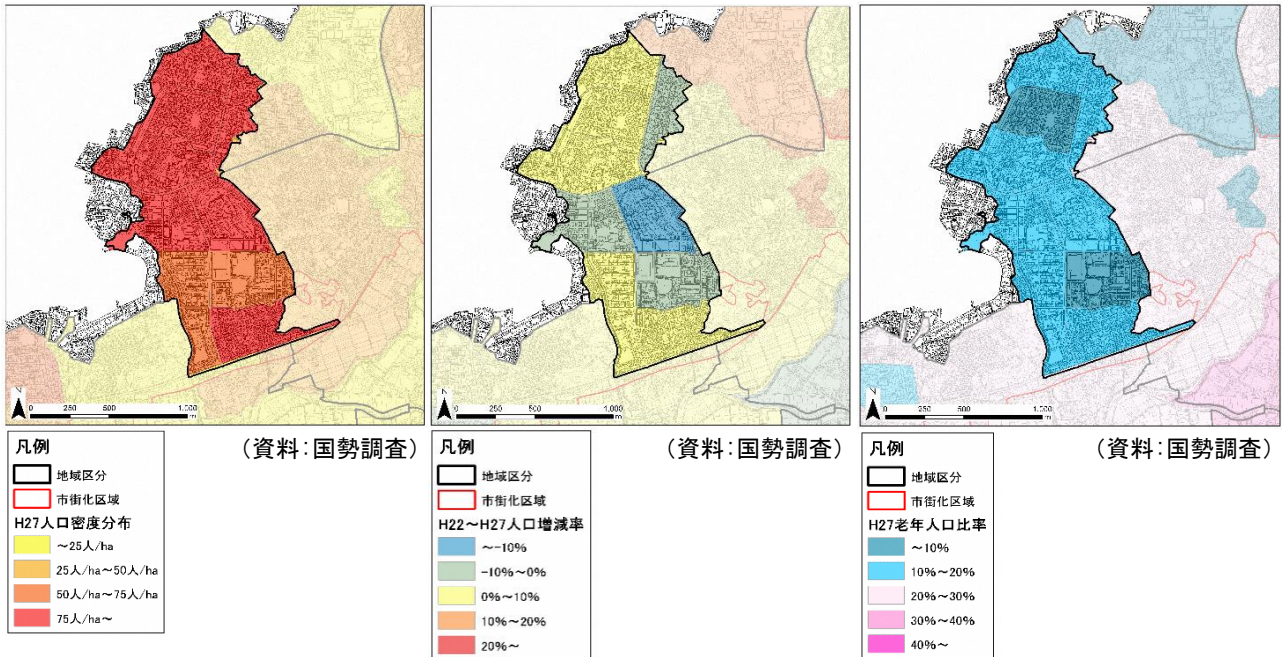 N
0 250 500 1,000
m
凡例
地域区分
市街化区域
H27人口密度分布
～25人/ha
25人/ha～50人/ha
50人/ha～75人/ha
75人/ha～
(資料:国勢調査)
N
0 250 500 1,000
m
凡例
地域区分
市街化区域
H22～H27人口増減率
～-10%
-10%～0%
0%～10%
10%～20%
20%～
(資料:国勢調査)
N
0 250 500 1,000
m
凡例
地域区分
市街化区域
H27老年人口比率
～10%
10%～20%
20%～30%
30%～40%
40%～
(資料:国勢調査)